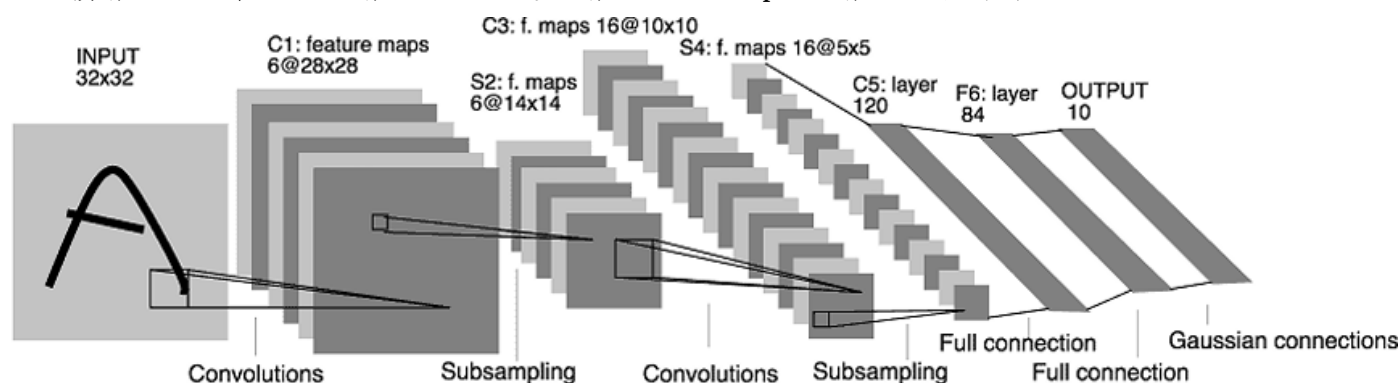 INPUT
32x32
C1: feature maps
6@28x28
S2: f. maps
6@14x14
C3: f. maps 16@10x10
S4: f. maps 16@5x5
C5: layer
120
F6: layer
84
OUTPUT
10
Convolutions
Subsampling
Convolutions
Subsampling
Full connection
Full connection
Gaussian connections